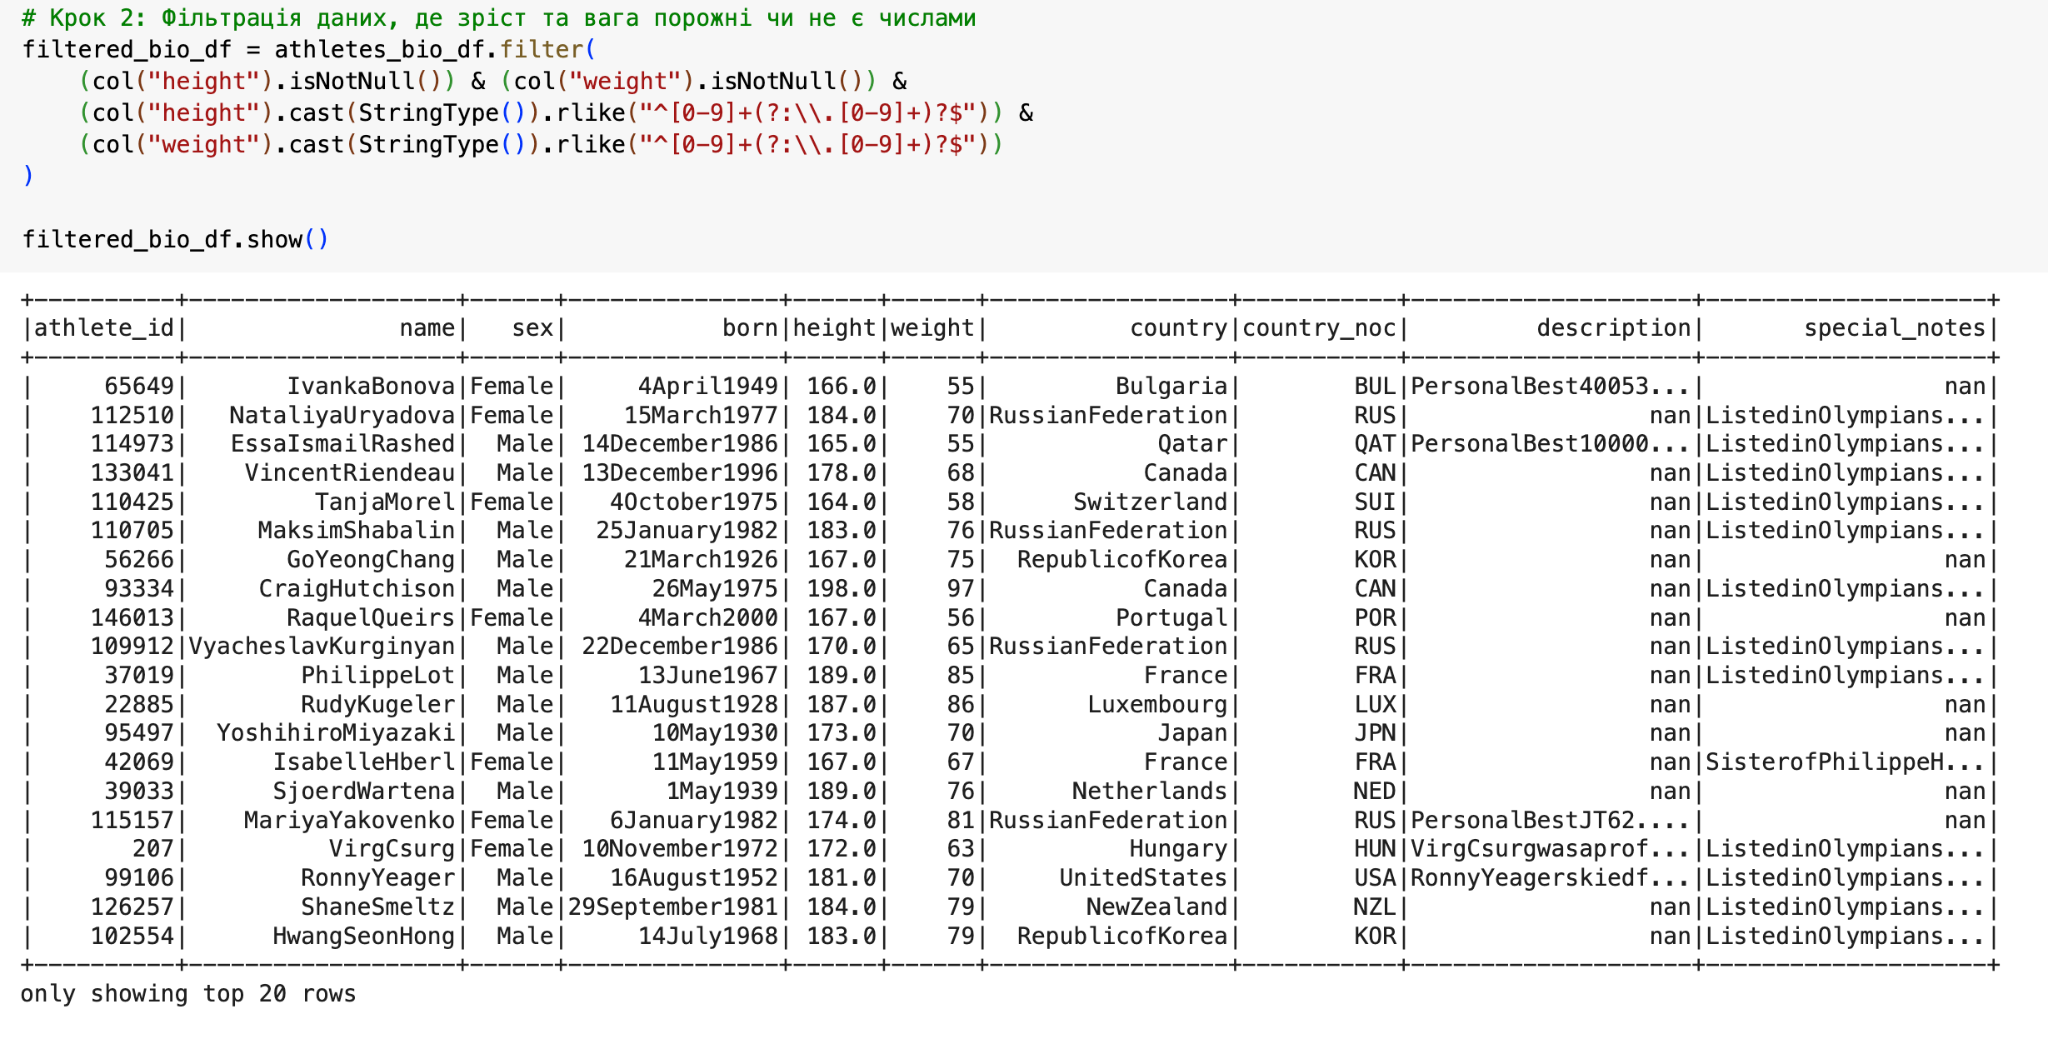 # Крок 2: Фільтрація даних, де зріст та вага порожні чи не є числами
filtered_bio_df = athletes_bio_df.filter(
    (col("height").isNotNull()) & (col("weight").isNotNull()) &
    (col("height").cast(StringType()).rlike("^[0-9]+(?:\\.[0-9]+)?$")) &
    (col("weight").cast(StringType()).rlike("^[0-9]+(?:\\.[0-9]+)?$"))
)
filtered_bio_df.show()
+----------+-------------------+------+---------------+------+------+-----------------+-----------+--------------------+--------------------+
|athlete_id|               name|   sex|           born|height|weight|          country|country_noc|         description|       special_notes|
+----------+-------------------+------+---------------+------+------+-----------------+-----------+--------------------+--------------------+
|     65649|       IvankaBonova|Female|     4April1949| 166.0|    55|         Bulgaria|        BUL|PersonalBest40053...|                 nan|
|    112510|   NataliyaUryadova|Female|    15March1977| 184.0|    70|RussianFederation|        RUS|                 nan|ListedinOlympians...|
|    114973|   EssaIsmailRashed|  Male| 14December1986| 165.0|    55|            Qatar|        QAT|PersonalBest10000...|ListedinOlympians...|
|    133041|  VincentRiendeau|  Male| 13December1996| 178.0|    68|           Canada|        CAN|                 nan|ListedinOlympians...|
|    110425|         TanjaMorel|Female|   4October1975| 164.0|    58|      Switzerland|        SUI|                 nan|ListedinOlympians...|
|    110705|     MaksimShabalin|  Male|  25January1982| 183.0|    76|RussianFederation|        RUS|                 nan|ListedinOlympians...|
|     56266|      GoYeongChang|  Male|    21March1926| 167.0|    75|  RepublicofKorea|        KOR|                 nan|                 nan|
|     93334|     CraigHutchison|  Male|      26May1975| 198.0|    97|           Canada|        CAN|                 nan|ListedinOlympians...|
|    146013|      RaquelQueirs|Female|     4March2000| 167.0|    56|         Portugal|        POR|                 nan|                 nan|
|    109912|VyacheslavKurginyan|  Male| 22December1986| 170.0|    65|RussianFederation|        RUS|                 nan|ListedinOlympians...|
|     37019|        PhilippeLot|  Male|     13June1967| 189.0|    85|           France|        FRA|                 nan|ListedinOlympians...|
|     22885|        RudyKugeler|  Male|   11August1928| 187.0|    86|       Luxembourg|        LUX|                 nan|                 nan|
|     95497|  YoshihiroMiyazaki|  Male|      10May1930| 173.0|    70|            Japan|        JPN|                 nan|                 nan|
|     42069|     IsabelleHberl|Female|      11May1959| 167.0|    67|           France|        FRA|                 nan|SisterofPhilippeH...|
|     39033|      SjoerdWartena|  Male|       1May1939| 189.0|    76|      Netherlands|        NED|                 nan|                 nan|
|    115157|    MariyaYakovenko|Female|   6January1982| 174.0|    81|RussianFederation|        RUS|PersonalBestJT62....|                 nan|
|       207|         VirgCsurg|Female| 10November1972| 172.0|    63|          Hungary|        HUN|VirgCsurgwasaprof...|ListedinOlympians...|
|     99106|        RonnyYeager|  Male|   16August1952| 181.0|    70|     UnitedStates|        USA|RonnyYeagerskiedf...|ListedinOlympians...|
|    126257|        ShaneSmeltz|  Male|29September1981| 184.0|    79|       NewZealand|        NZL|                 nan|ListedinOlympians...|
|    102554|      HwangSeonHong|  Male|     14July1968| 183.0|    79|  RepublicofKorea|        KOR|                 nan|ListedinOlympians...|
+----------+-------------------+------+---------------+------+------+-----------------+-----------+--------------------+--------------------+
only showing top 20 rows